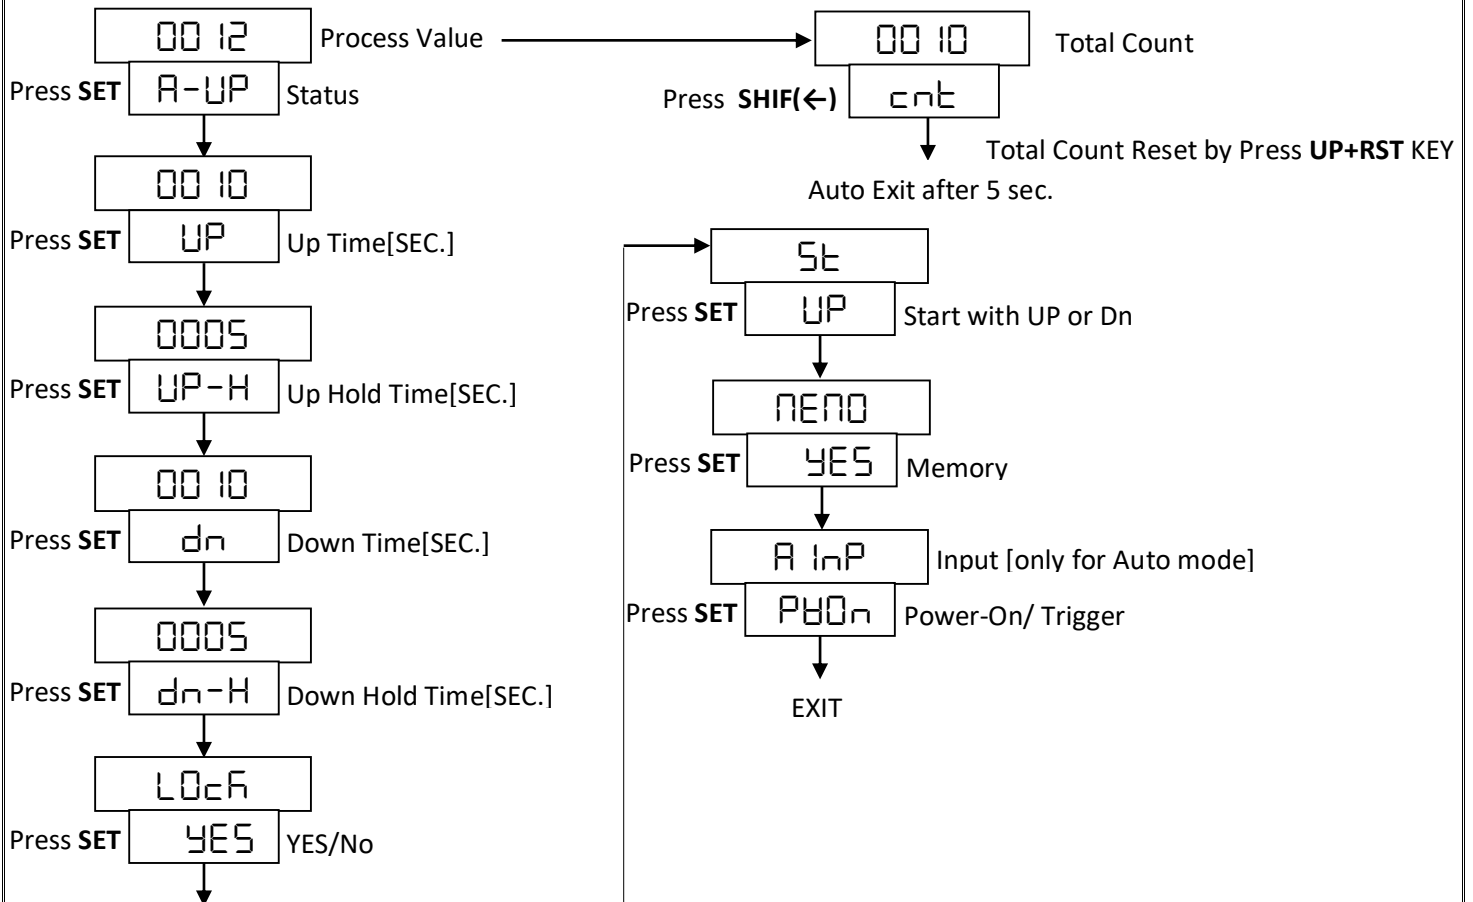 0012
Process Value
Press SET
A-UP
Status
0010
Press SET
UP
Up Time[SEC.]
0005
Press SET
UP-H
Up Hold Time[SEC.]
0010
Press SET
dn
Down Time[SEC.]
0005
Press SET
dn-H
Down Hold Time[SEC.]
LOcK
Press SET
YES
YES/No
0010
Total Count
Press SHIF(←)
cnt
Total Count Reset by Press UP+RST KEY
Auto Exit after 5 sec.
St
Press SET
UP
Start with UP or Dn
MEMO
Press SET
YES
Memory
A InP
Input [only for Auto mode]
Press SET
PWOn
Power-On/ Trigger
EXIT